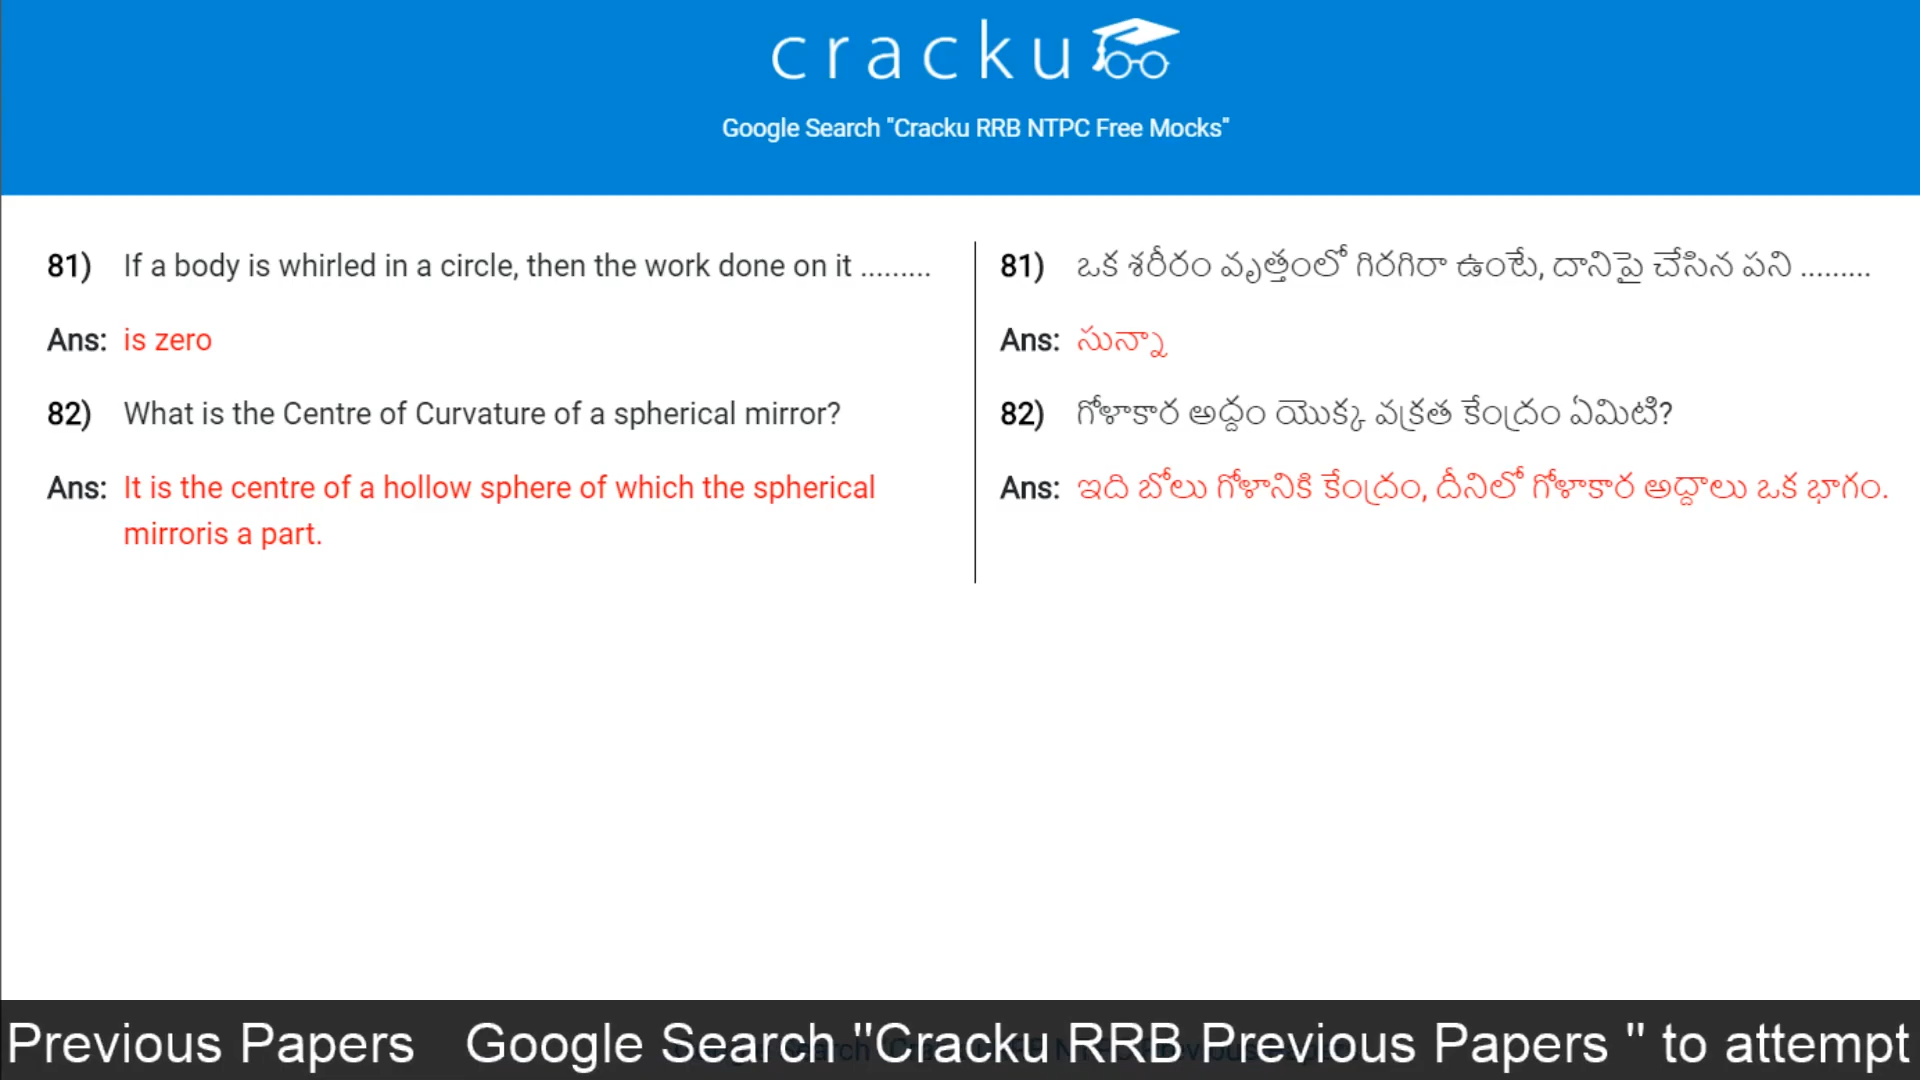 cracku
Google Search "Cracku RRB NTPC Free Mocks"
81) If a body is whirled in a circle, then the work done on it .........
Ans: is zero
82) What is the Centre of Curvature of a spherical mirror?
Ans: It is the centre of a hollow sphere of which the spherical
mirroris a part.
81) ఒక శరీరం వృత్తంలో గిరగిరా ఉంటే, దానిపై చేసిన పని .........
Ans: సున్నా
82) గోళాకార అద్దం యొక్క వక్రత కేంద్రం ఏమిటి?
Ans: ఇది బోలు గోళానికి కేంద్రం, దీనిలో గోళాకార అద్దాలు ఒక భాగం.
Previous Papers Google Search "Cracku RRB Previous Papers " to attempt